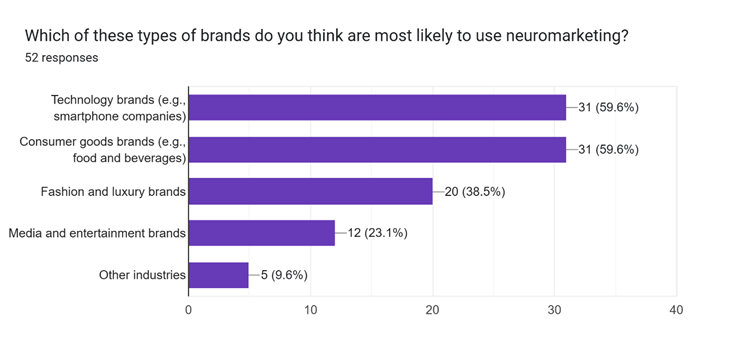 Which of these types of brands do you think are most likely to use neuromarketing?
52 responses
Technology brands (e.g.,
smartphone companies)
31 (59.6%)
Consumer goods brands (e.g.,
food and beverages)
31 (59.6%)
Fashion and luxury brands
20 (38.5%)
Media and entertainment brands
12 (23.1%)
Other industries
5 (9.6%)
0 10 20 30 40